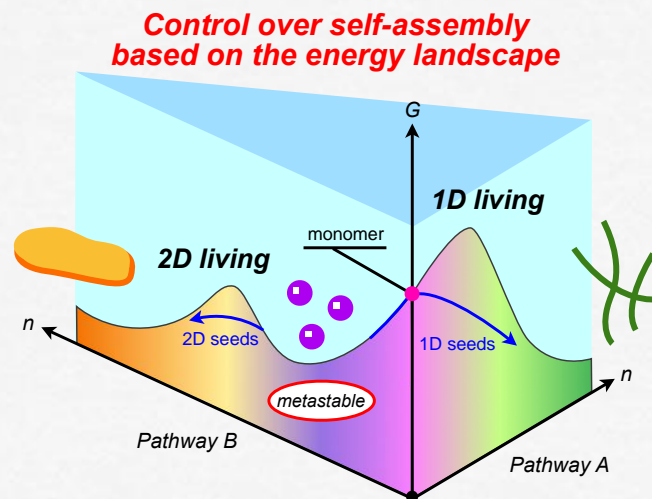 Control over self-assembly
based on the energy landscape
G
1D living
monomer
2D living
n
2D seeds
1D seeds
n
metastable
Pathway B
Pathway A